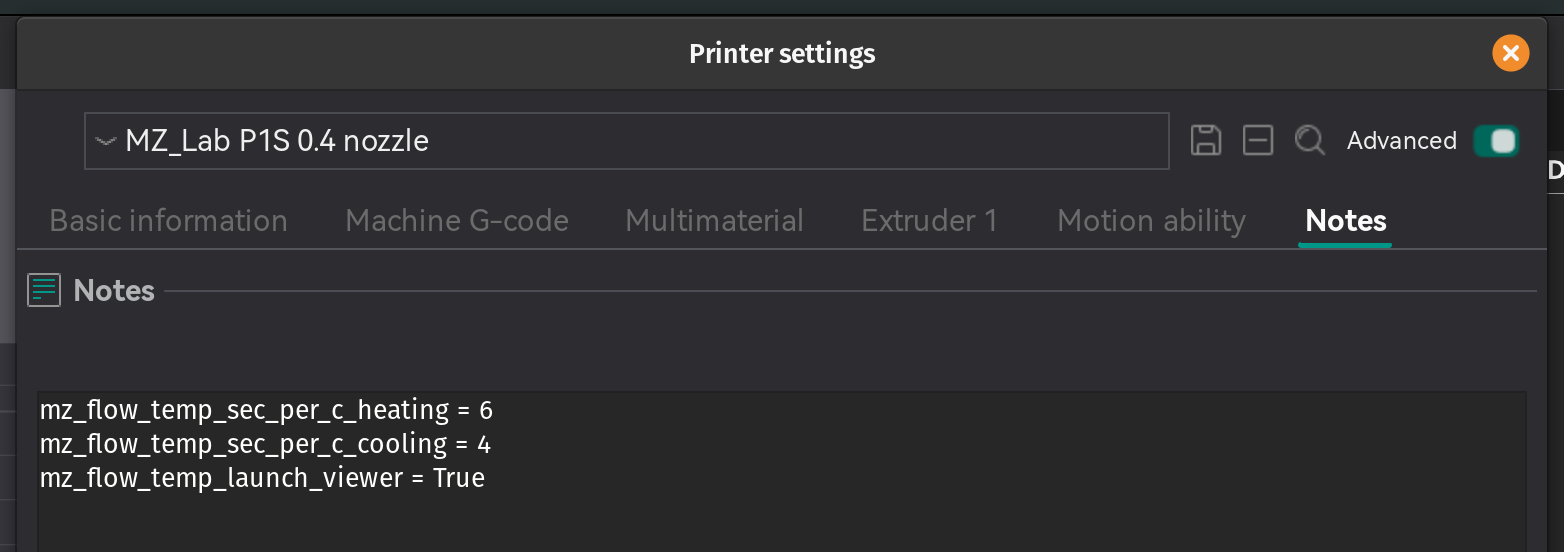 Printer settings
MZ_Lab P1S 0.4 nozzle
Advanced
Basic information Machine G-code Multimaterial Extruder 1 Motion ability Notes
Notes
mz_flow_temp_sec_per_c_heating = 6
mz_flow_temp_sec_per_c_cooling = 4
mz_flow_temp_launch_viewer = True